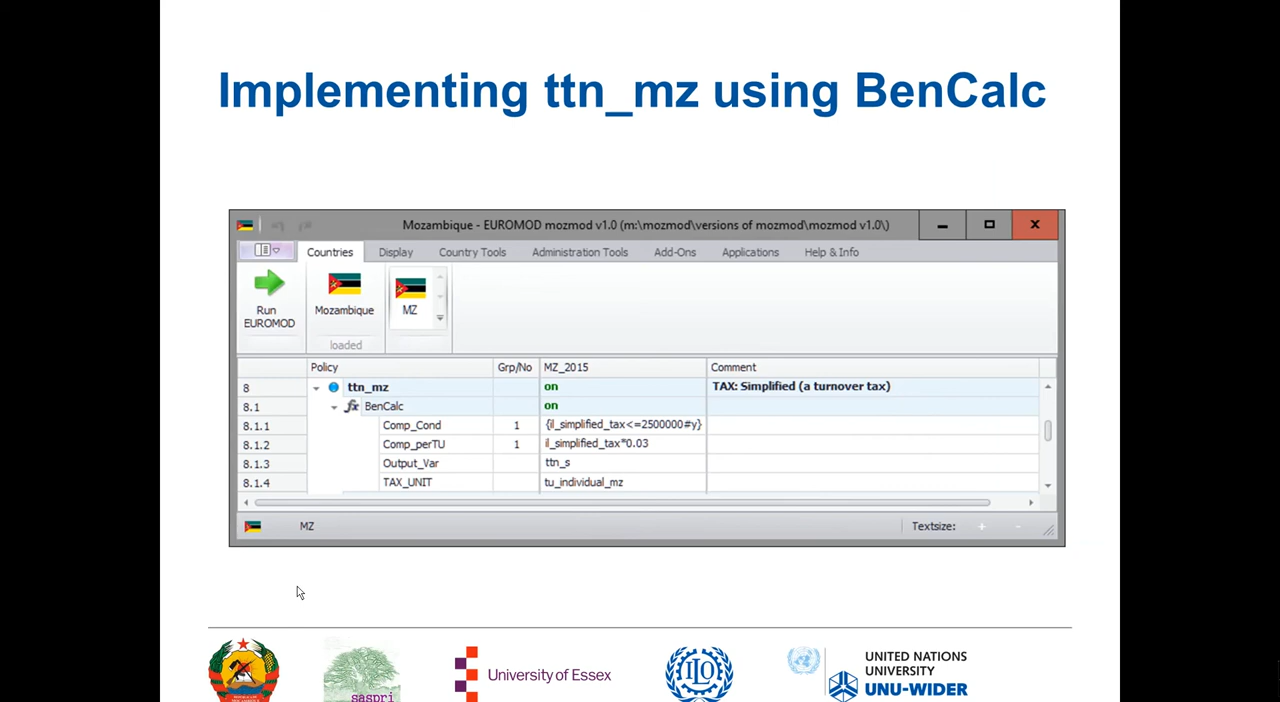 Implementing ttn_mz using BenCalc
Mozambique - EUROMOD mozmod v1.0 (m:\mozmod\versions of mozmod\mozmod v1.0\)
Countries Display Country Tools Administration Tools Add-Ons Applications Help & Info
Run EUROMOD
Mozambique
MZ
loaded
Policy Grp/No MZ_2015 Comment
8 ttn_mz on TAX: Simplified (a turnover tax)
8.1 fx BenCalc on
8.1.1 Comp_Cond 1 {il_simplified_tax<=2500000#y}
8.1.2 Comp_perTU 1 il_simplified_tax*0.03
8.1.3 Output_Var ttn_s
8.1.4 TAX_UNIT tu_individual_mz
MZ Textsize: + -
saspri
University of Essex
ILO
UNITED NATIONS
UNIVERSITY
UNU-WIDER